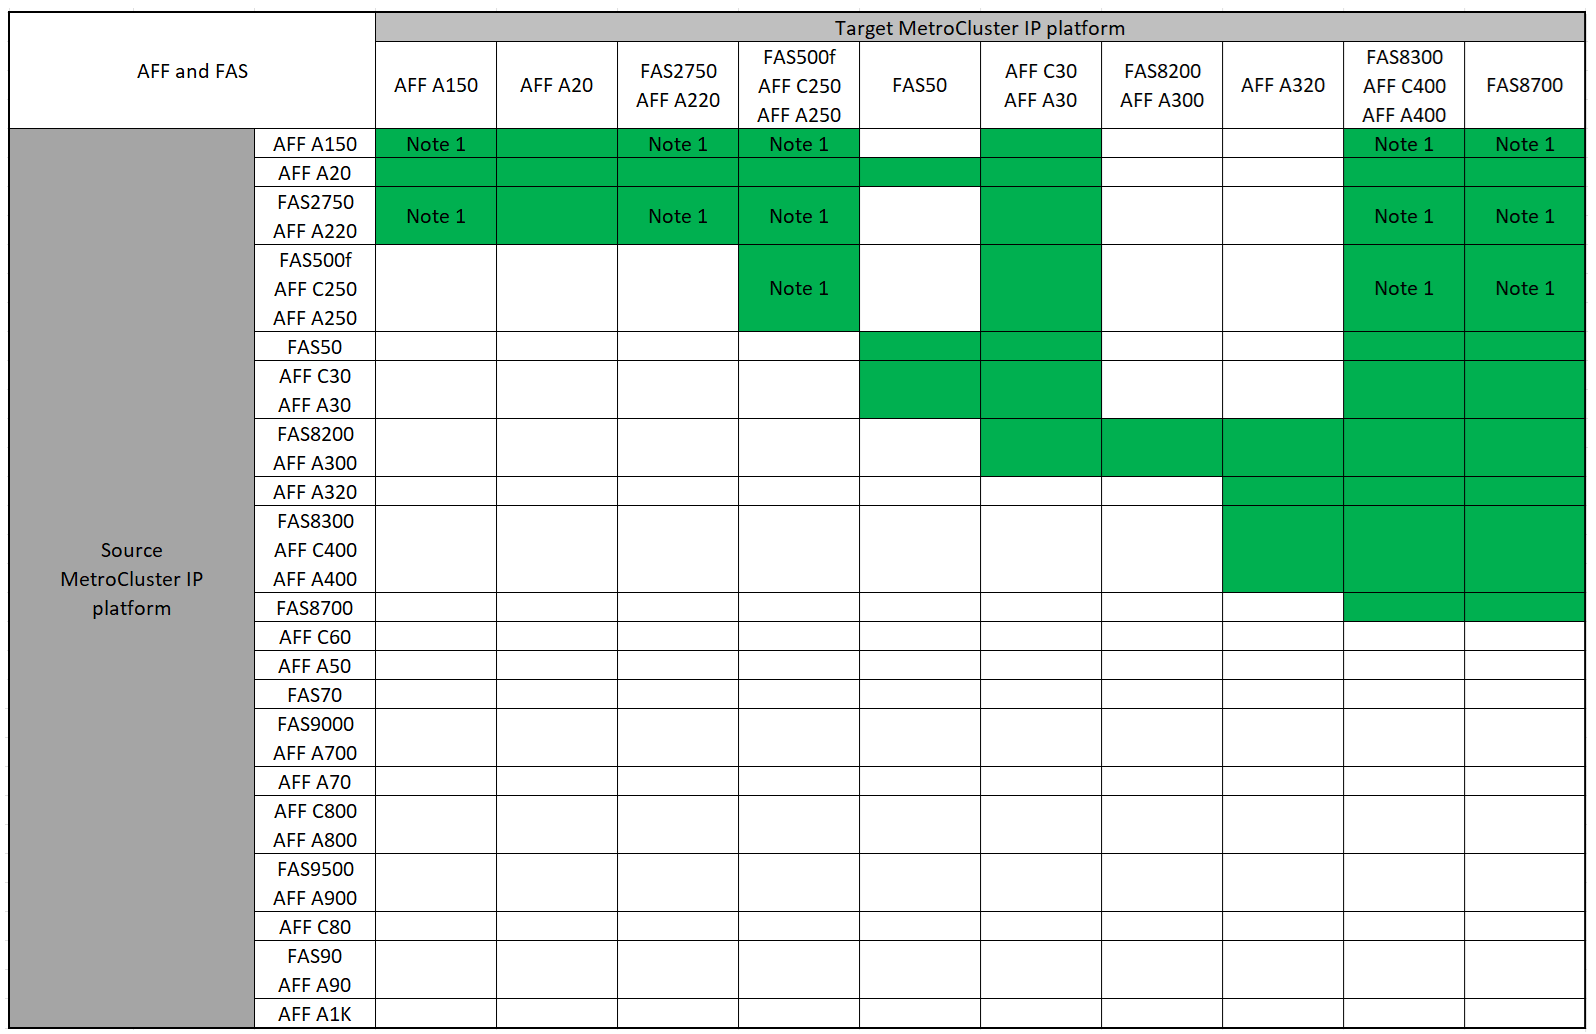 Target MetroCluster IP platform
AFF and FAS
AFF A150
AFF A20
FAS2750
AFF A220
FAS500f
AFF C250
AFF A250
FAS50
AFF C30
AFF A30
FAS8200
AFF A300
AFF A320
FAS8300
AFF C400
AFF A400
FAS8700
Source
MetroCluster IP
platform
AFF A150
Note 1
Note 1
Note 1
Note 1
Note 1
AFF A20
FAS2750
AFF A220
Note 1
Note 1
Note 1
Note 1
Note 1
FAS500f
AFF C250
AFF A250
Note 1
Note 1
Note 1
FAS50
AFF C30
AFF A30
FAS8200
AFF A300
AFF A320
FAS8300
AFF C400
AFF A400
FAS8700
AFF C60
AFF A50
FAS70
FAS9000
AFF A700
AFF A70
AFF C800
AFF A800
FAS9500
AFF A900
AFF C80
FAS90
AFF A90
AFF A1K